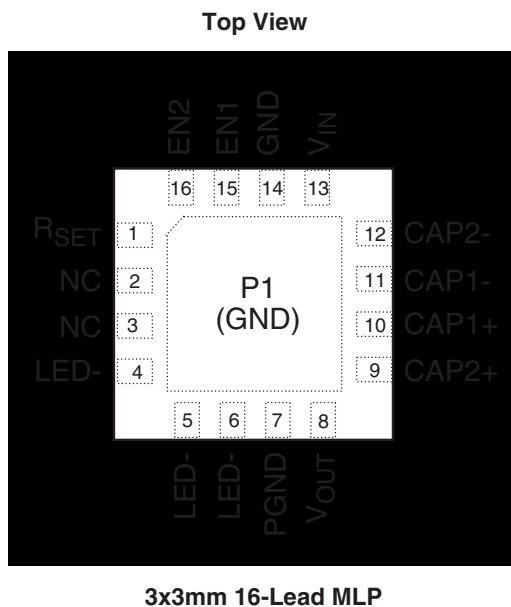 Top View
EN2 EN1 GND VIN
16 15 14 13
RSET 1 12 CAP2-
NC 2 11 CAP1-
P1
(GND)
NC 3 10 CAP1+
LED- 4 9 CAP2+
5 6 7 8
LED- LED- PGND VOUT
3x3mm 16-Lead MLP